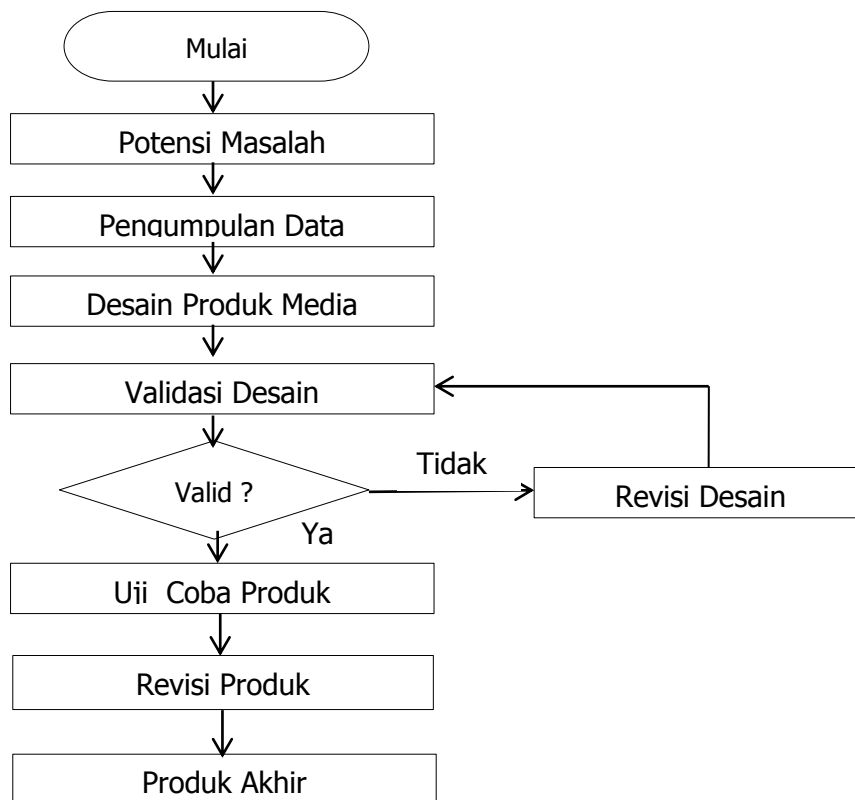 Mulai
Potensi Masalah
Pengumpulan Data
Desain Produk Media
Validasi Desain
Valid ?
Tidak
Revisi Desain
Ya
Uji Coba Produk
Revisi Produk
Produk Akhir